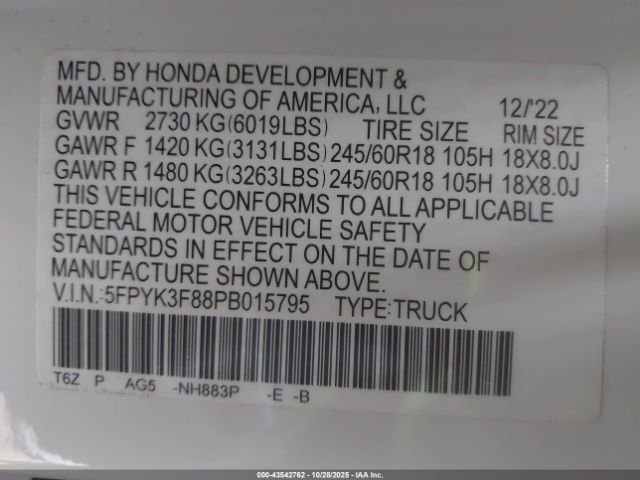 MFD. BY HONDA DEVELOPMENT &
MANUFACTURING OF AMERICA, LLC 12/'22
GVWR 2730 KG(6019LBS) TIRE SIZE RIM SIZE
GAWR F 1420 KG(3131LBS) 245/60R18 105H 18X8.0J
GAWR R 1480 KG(3263LBS) 245/60R18 105H 18X8.0J
THIS VEHICLE CONFORMS TO ALL APPLICABLE
FEDERAL MOTOR VEHICLE SAFETY
STANDARDS IN EFFECT ON THE DATE OF
MANUFACTURE SHOWN ABOVE.
V.I.N.:5FPYK3F88PB015795 TYPE:TRUCK
T6Z P AG5 -NH883P -E -B
000-43542762 | 10/28/2025 | IAA Inc.